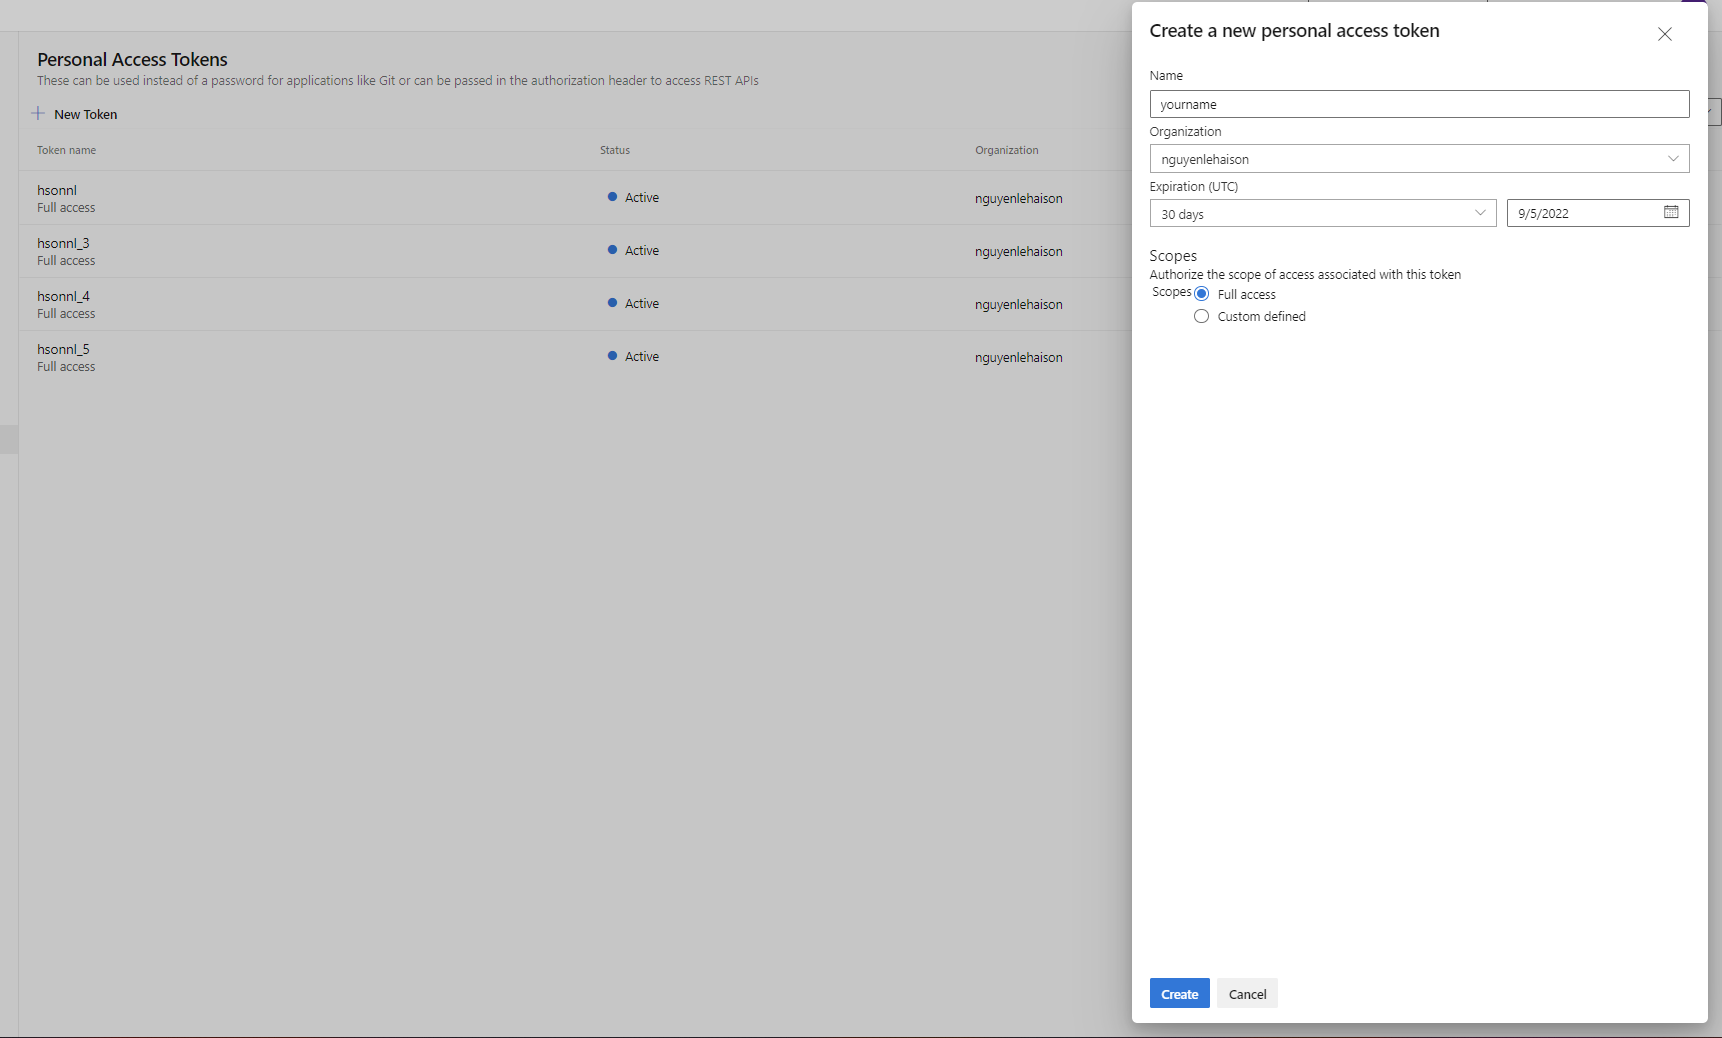 Personal Access Tokens
These can be used instead of a password for applications like Git or can be passed in the authorization header to access REST APIs
New Token
Token name Status Organization
hsonnl
Full access
Active
nguyenlehaison
hsonnl_3
Full access
Active
nguyenlehaison
hsonnl_4
Full access
Active
nguyenlehaison
hsonnl_5
Full access
Active
nguyenlehaison
Create a new personal access token
Name
yourname
Organization
nguyenlehaison
Expiration (UTC)
30 days 9/5/2022
Scopes
Authorize the scope of access associated with this token
Scopes Full access
Custom defined
Create Cancel